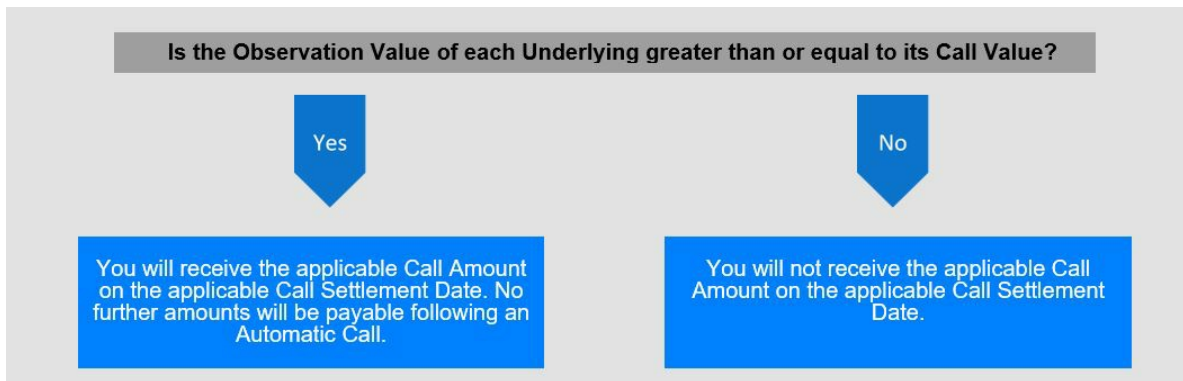 Is the Observation Value of each Underlying greater than or equal to its Call Value?
Yes
No
You will receive the applicable Call Amount
on the applicable Call Settlement Date. No
further amounts will be payable following an
Automatic Call.
You will not receive the applicable Call
Amount on the applicable Call Settlement
Date.